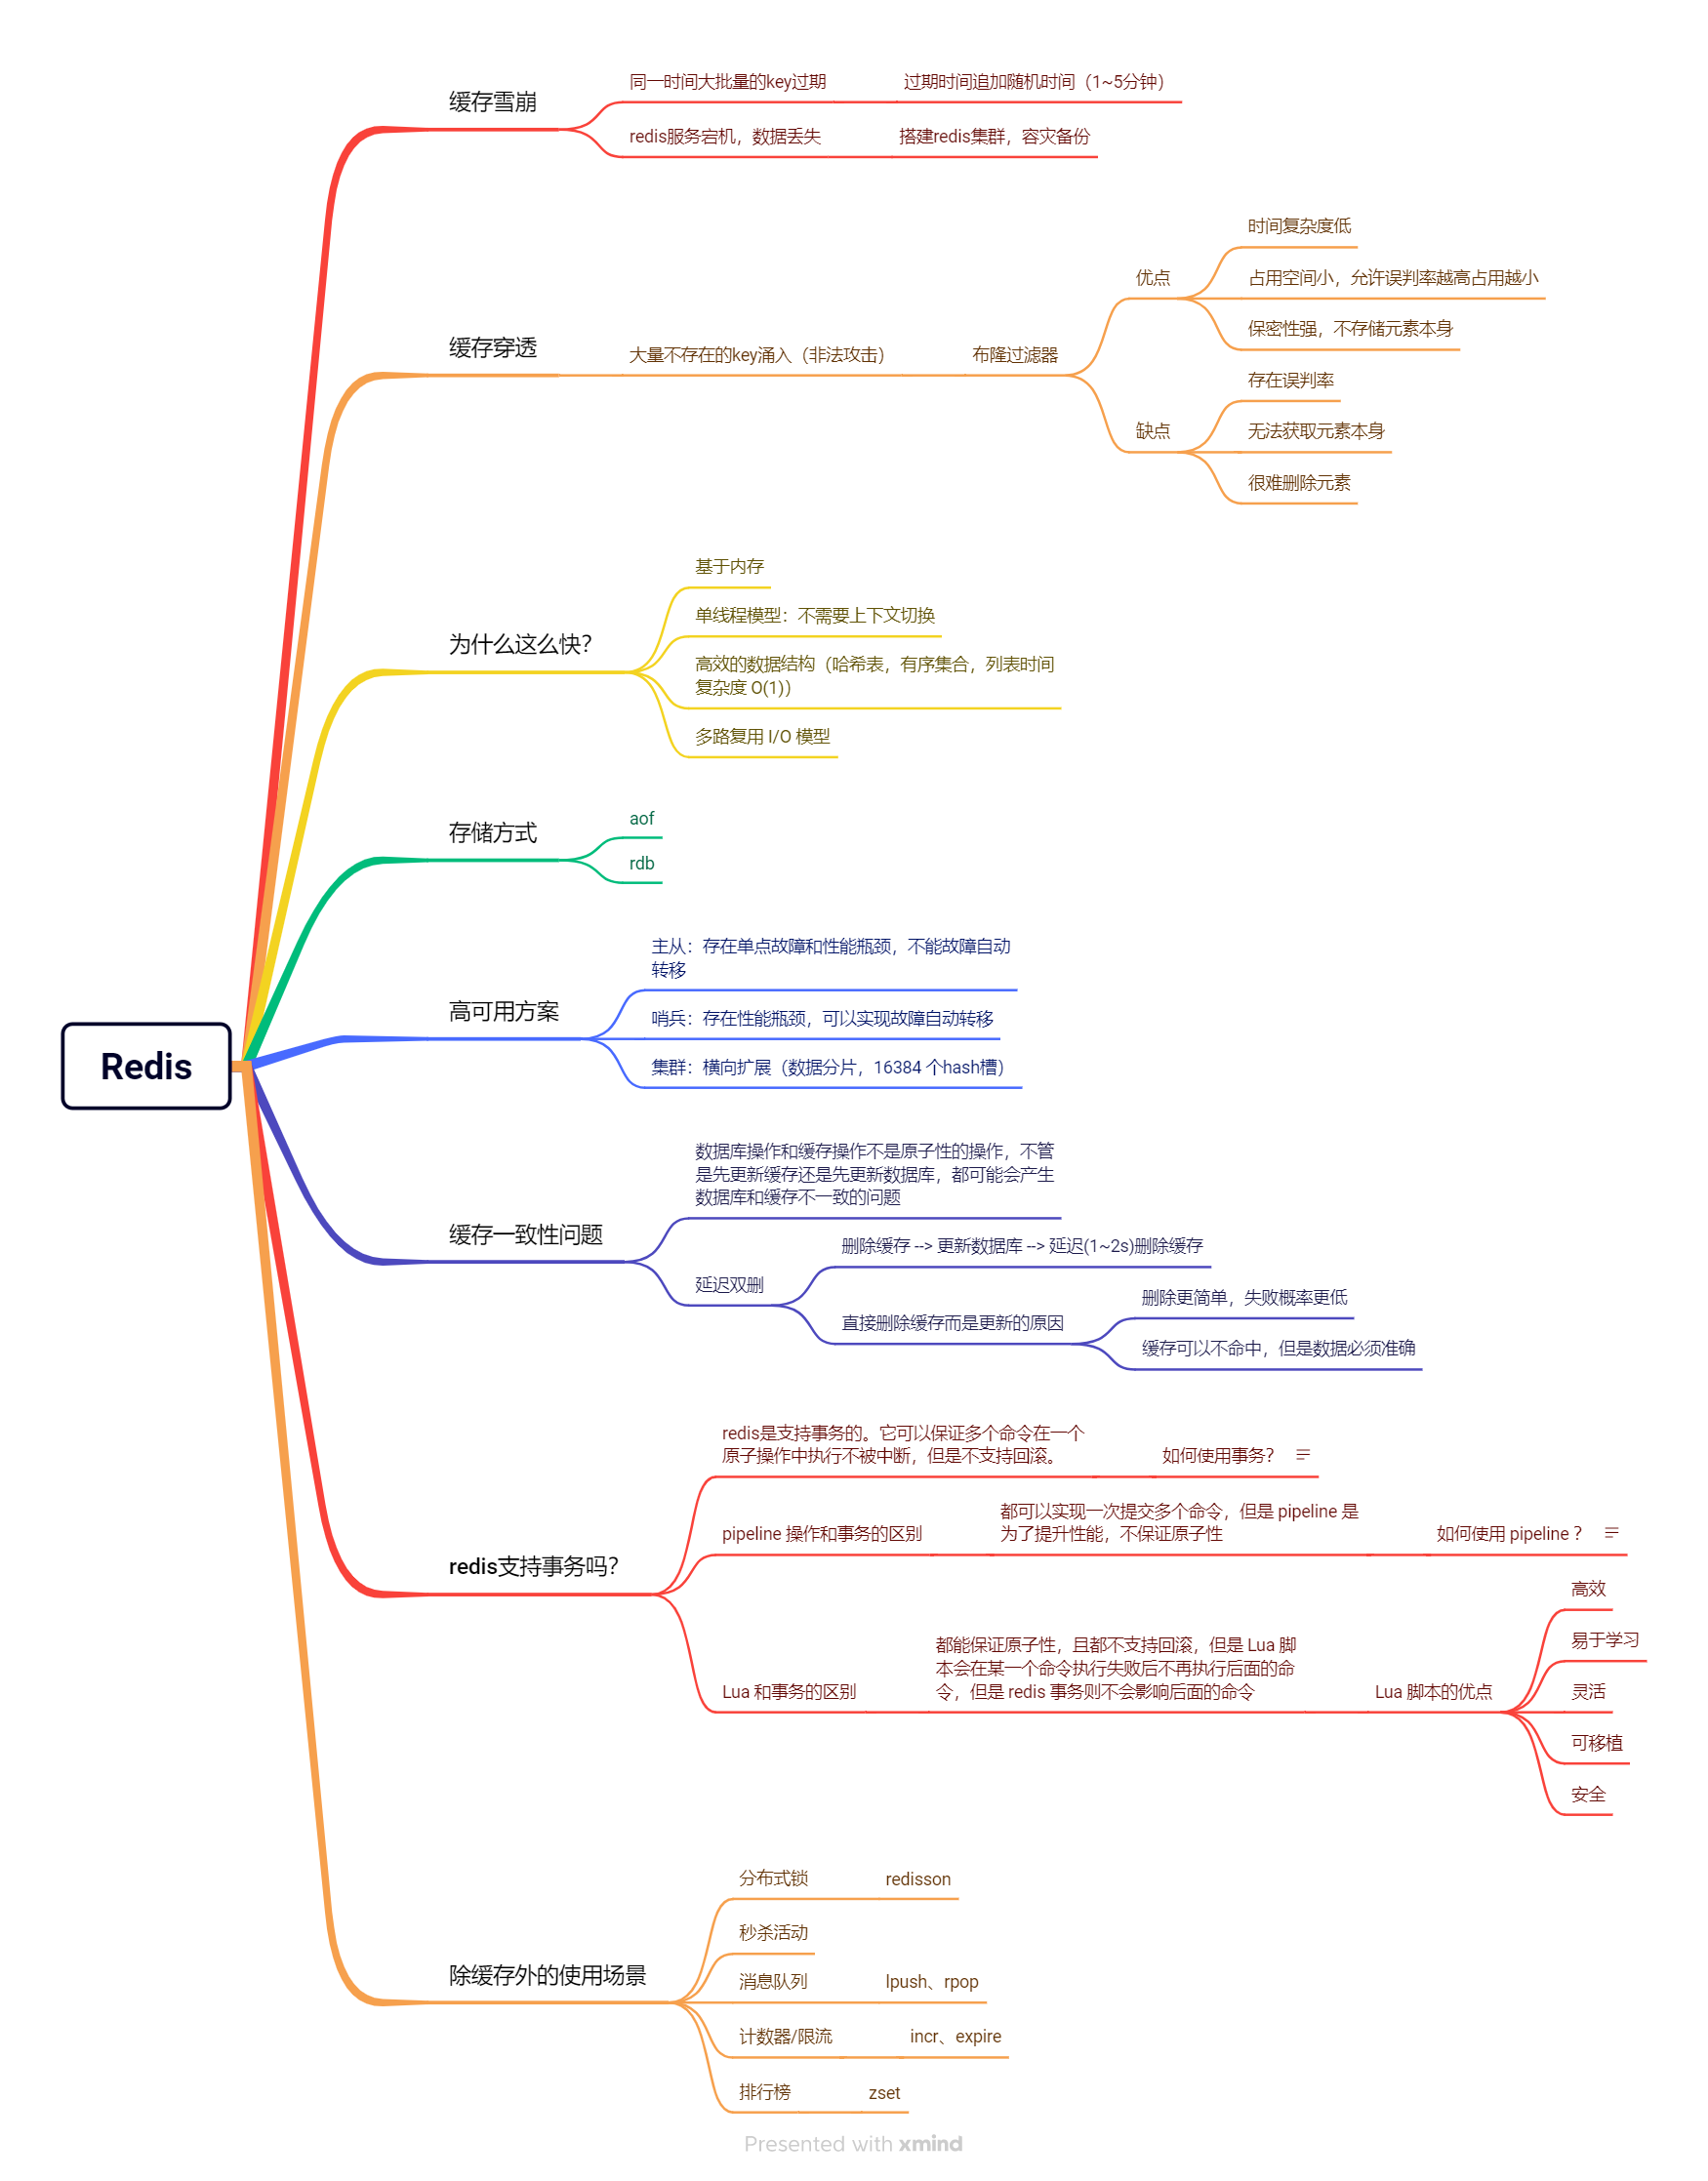 Redis
缓存雪崩
同一时间大批量的key过期
过期时间追加随机时间（1~5分钟）
redis服务宕机，数据丢失
搭建redis集群，容灾备份
缓存穿透
大量不存在的key涌入（非法攻击）
布隆过滤器
优点
时间复杂度低
占用空间小，允许误判率越高占用越小
保密性强，不存储元素本身
缺点
存在误判率
无法获取元素本身
很难删除元素
为什么这么快？
基于内存
单线程模型：不需要上下文切换
高效的数据结构（哈希表，有序集合，列表时间
复杂度 O(1)）
多路复用 I/O 模型
存储方式
aof
rdb
高可用方案
主从：存在单点故障和性能瓶颈，不能故障自动
转移
哨兵：存在性能瓶颈，可以实现故障自动转移
集群：横向扩展（数据分片，16384 个hash槽）
缓存一致性问题
数据库操作和缓存操作不是原子性的操作，不管
是先更新缓存还是先更新数据库，都可能会产生
数据库和缓存不一致的问题
延迟双删
删除缓存 --> 更新数据库 --> 延迟(1~2s)删除缓存
直接删除缓存而是更新的原因
删除更简单，失败概率更低
缓存可以不命中，但是数据必须准确
redis支持事务吗？
redis是支持事务的。它可以保证多个命令在一个
原子操作中执行不被中断，但是不支持回滚。
如何使用事务？
pipeline 操作和事务的区别
都可以实现一次提交多个命令，但是 pipeline 是
为了提升性能，不保证原子性
如何使用 pipeline ？
Lua 和事务的区别
都能保证原子性，且都不支持回滚，但是 Lua 脚
本会在某一个命令执行失败后不再执行后面的命
令，但是 redis 事务则不会影响后面的命令
Lua 脚本的优点
高效
易于学习
灵活
可移植
安全
除缓存外的使用场景
分布式锁
redisson
秒杀活动
消息队列
lpush、rpop
计数器/限流
incr、expire
排行榜
zset
Presented with xmind